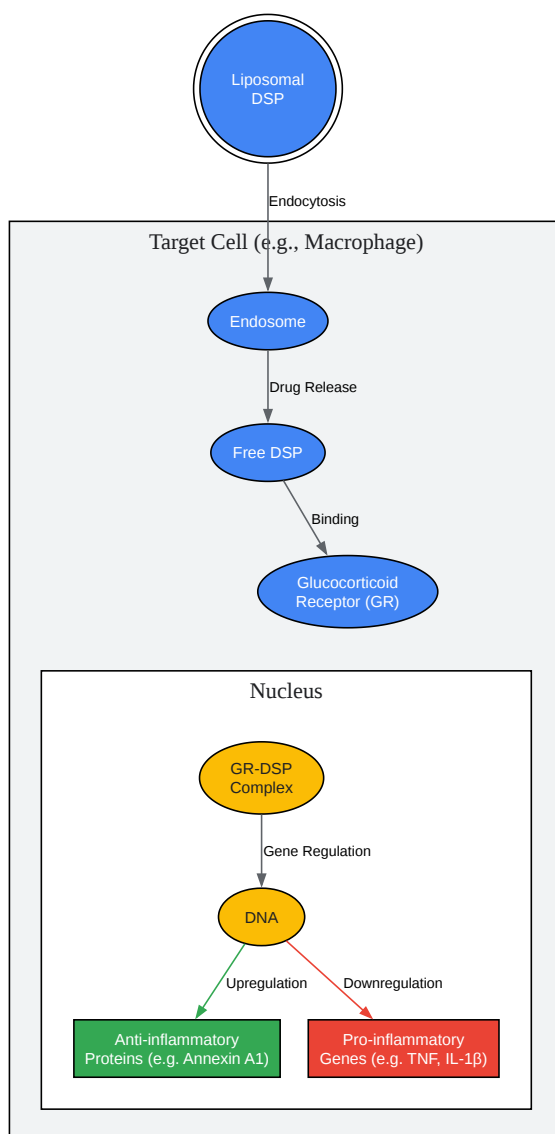 Liposomal
DSP
Endocytosis
Target Cell (e.g., Macrophage)
Endosome
Drug Release
Free DSP
Binding
Glucocorticoid
Receptor (GR)
Nucleus
GR-DSP
Complex
Gene Regulation
DNA
Upregulation
Downregulation
Anti-inflammatory
Proteins (e.g. Annexin A1)
Pro-inflammatory
Genes (e.g. TNF, IL-1β)